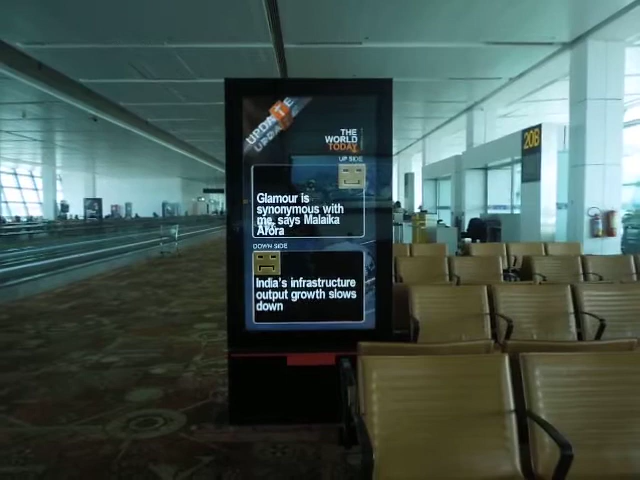 UPDATE
UPDATE
THE
WORLD
TODAY
UP SIDE
Glamour is
synonymous with
me, says Malaika
Arora
DOWN SIDE
India's infrastructure
output growth slows
down
20B